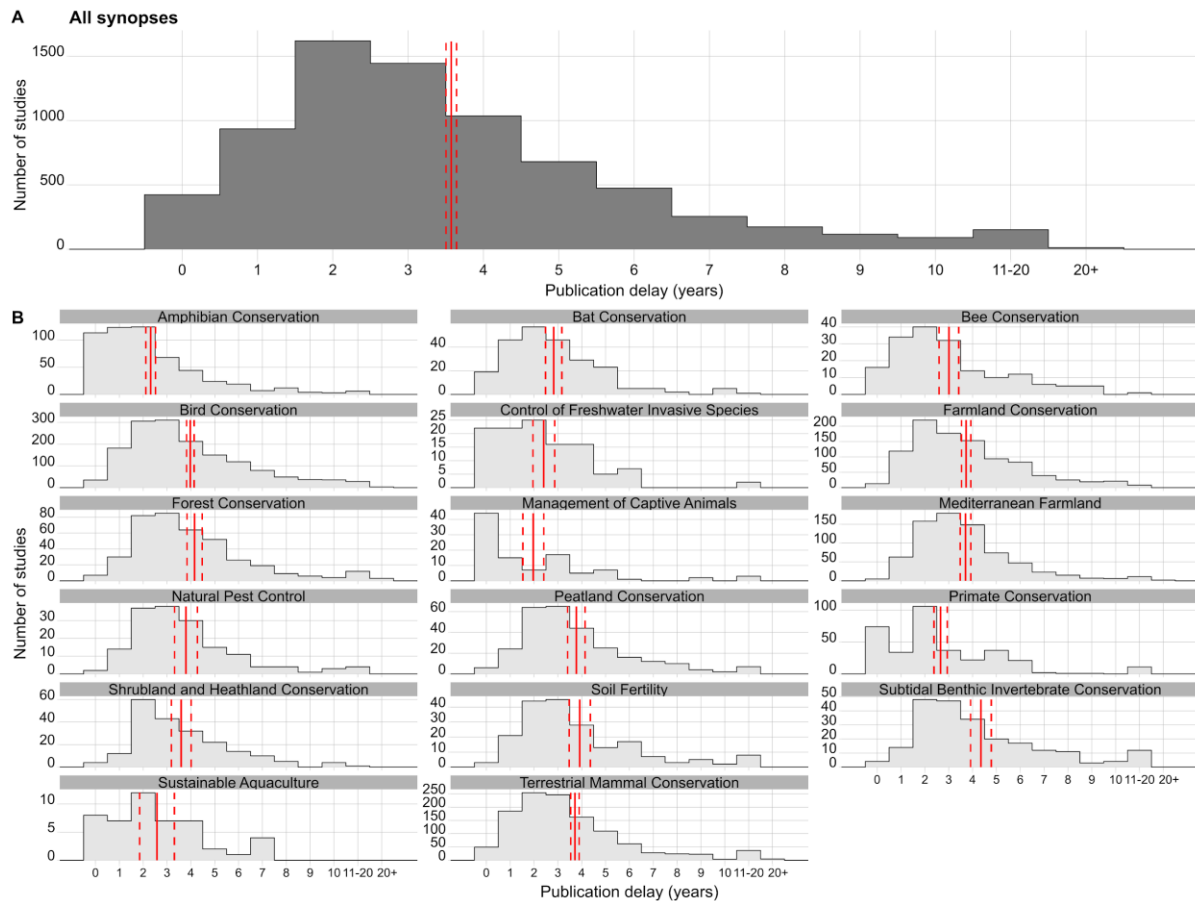 A All synopses
1500
1000
500
0
Number of studies
0 1 2 3 4 5 6 7 8 9 10 11-20 20+
Publication delay (years)
B
Number of studies
Amphibian Conservation
100
50
0
Bat Conservation
40
20
0
Bee Conservation
40
30
20
10
0
Bird Conservation
300
200
100
0
Control of Freshwater Invasive Species
25
20
15
10
5
0
Farmland Conservation
200
150
100
50
0
Forest Conservation
80
60
40
20
0
Management of Captive Animals
40
30
20
10
0
Mediterranean Farmland
150
100
50
0
Natural Pest Control
30
20
10
0
Peatland Conservation
60
40
20
0
Primate Conservation
100
50
0
Shrubland and Heathland Conservation
60
40
20
0
Soil Fertility
40
30
20
10
0
Subtidal Benthic Invertebrate Conservation
50
40
30
20
10
0
0 1 2 3 4 5 6 7 8 9 10 11-20 20+
Sustainable Aquaculture
10
5
0
0 1 2 3 4 5 6 7 8 9 10 11-20 20+
Terrestrial Mammal Conservation
250
200
150
100
50
0
0 1 2 3 4 5 6 7 8 9 10 11-20 20+
Publication delay (years)